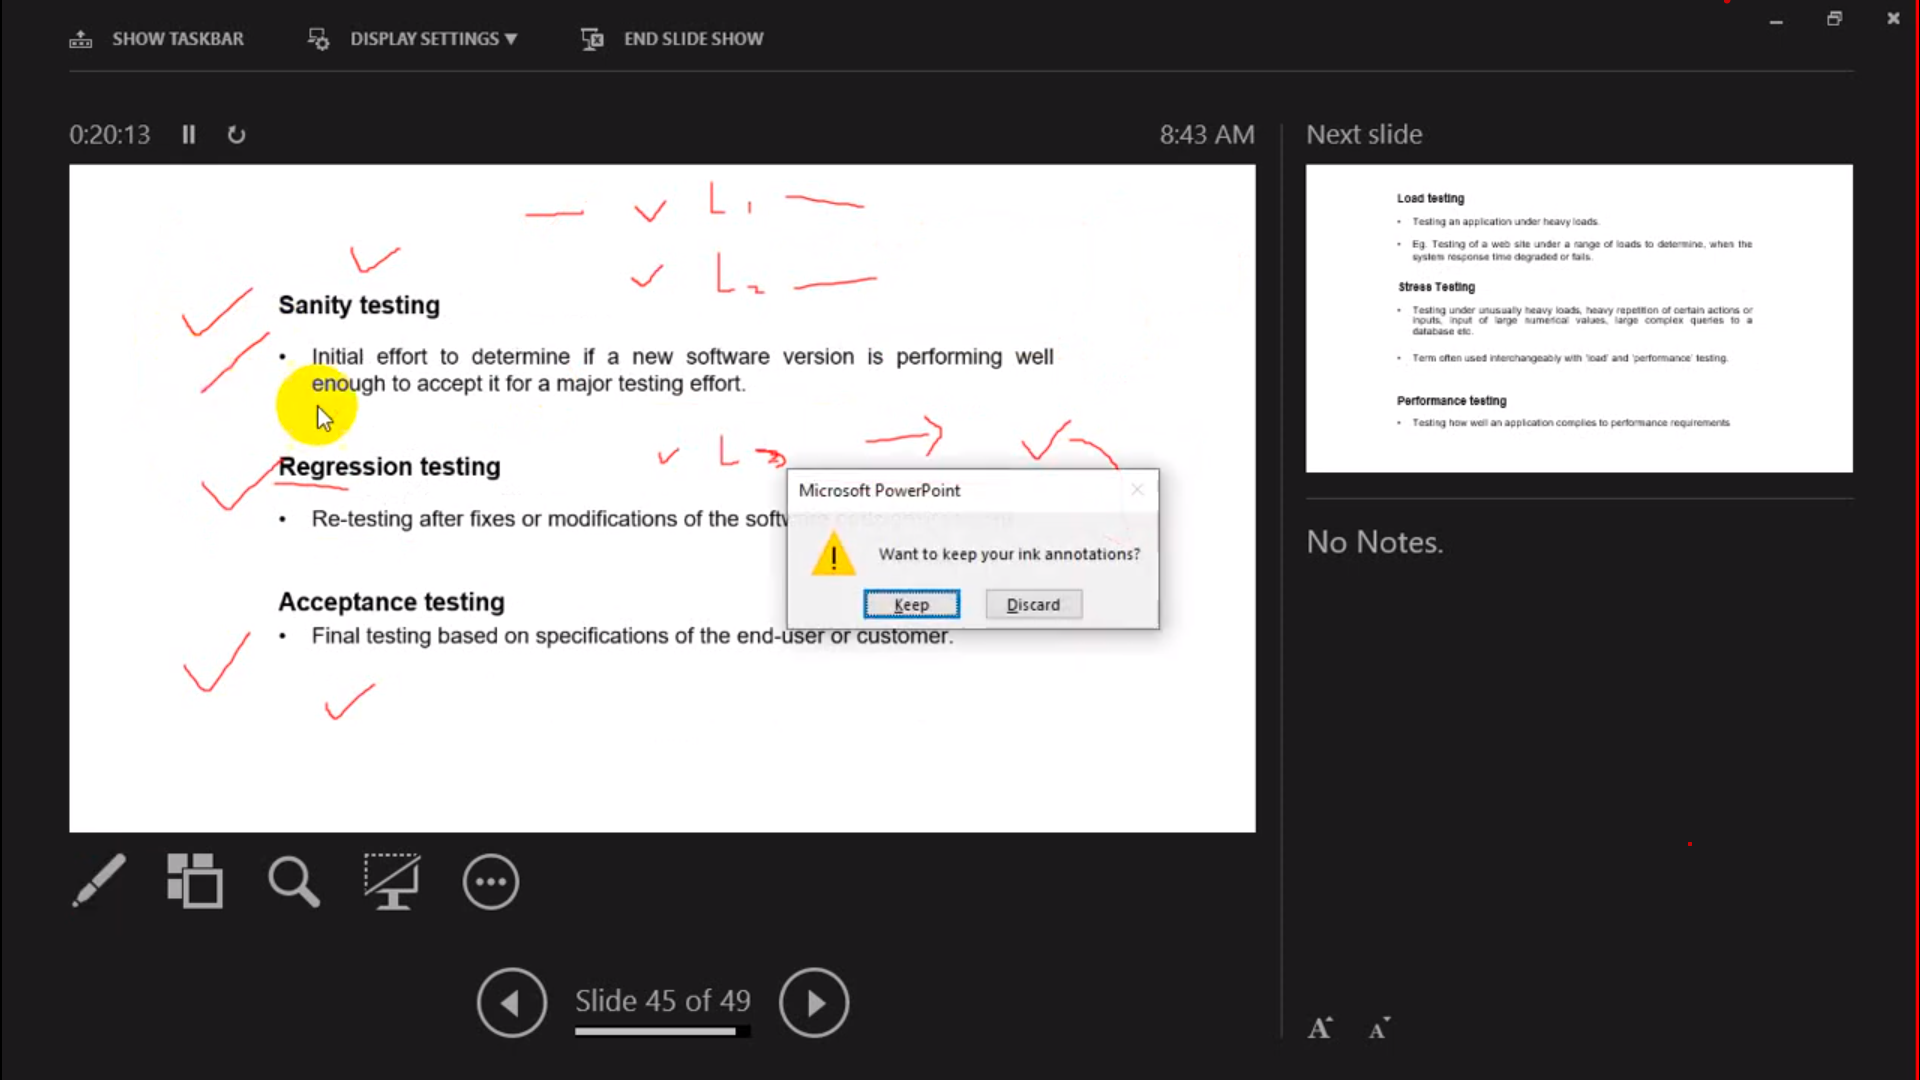 SHOW TASKBAR
DISPLAY SETTINGS ▼
END SLIDE SHOW
0:20:13
8:43 AM
Next slide
L1
L2
Sanity testing
• Initial effort to determine if a new software version is performing well
enough to accept it for a major testing effort.
L3
Regression testing
• Re-testing after fixes or modifications of the
Acceptance testing
• Final testing based on specifications of the end-user or customer.
Microsoft PowerPoint
Want to keep your ink annotations?
Keep
Discard
Load testing
• Testing an application under heavy loads.
• Eg. Testing of a web site under a range of loads to determine, when the
system response time degraded or fails.
Stress Testing
• Testing under unusually heavy loads, heavy repetition of certain actions or
inputs, input of large numerical values, large complex queries to a
database etc.
• Term often used interchangeably with 'load' and 'performance' testing.
Performance testing
• Testing how well an application complies to performance requirements
No Notes.
Slide 45 of 49
A
A